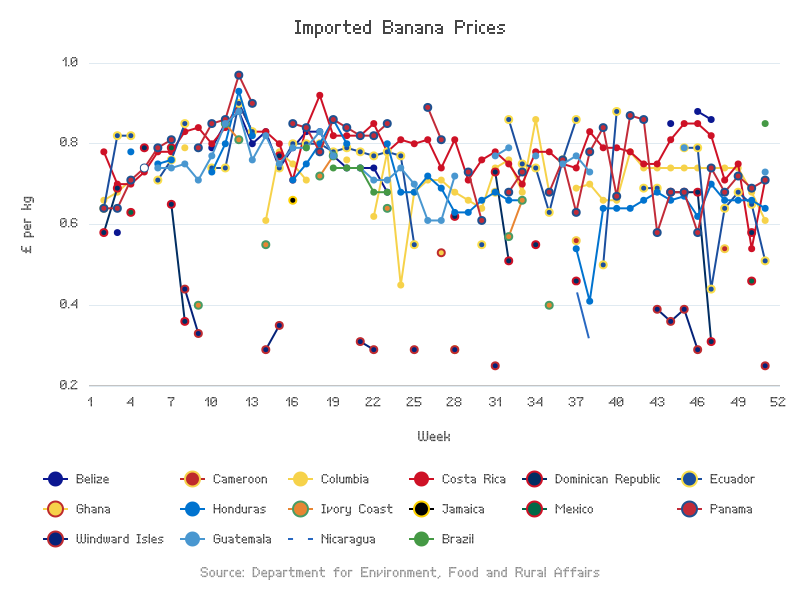 Imported Banana Prices
1.0
0.8
0.6
0.4
0.2
£ per kg
1 4 7 10 13 16 19 22 25 28 31 34 37 40 43 46 49 52
Week
Belize Cameroon Columbia Costa Rica Dominican Republic Ecuador
Ghana Honduras Ivory Coast Jamaica Mexico Panama
Windward Isles Guatemala Nicaragua Brazil
Source: Department for Environment, Food and Rural Affairs